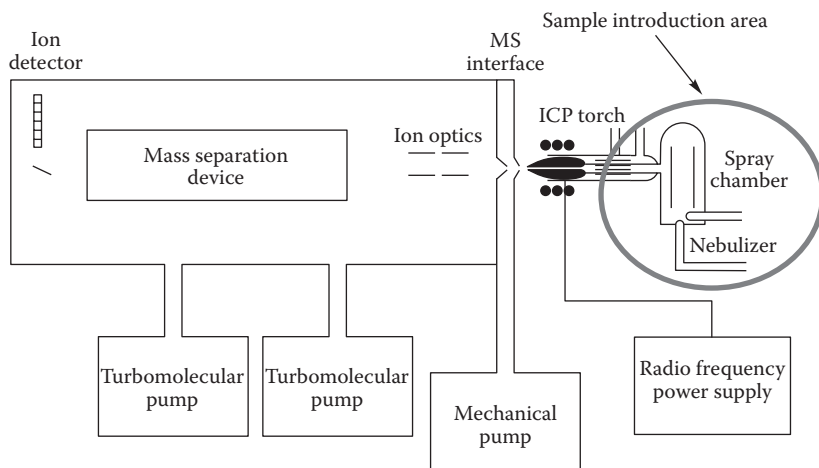 Sample introduction area
Ion
detector
MS
interface
ICP torch
Ion optics
Mass separation
device
Spray
chamber
Nebulizer
Turbomolecular
pump
Turbomolecular
pump
Mechanical
pump
Radio frequency
power supply